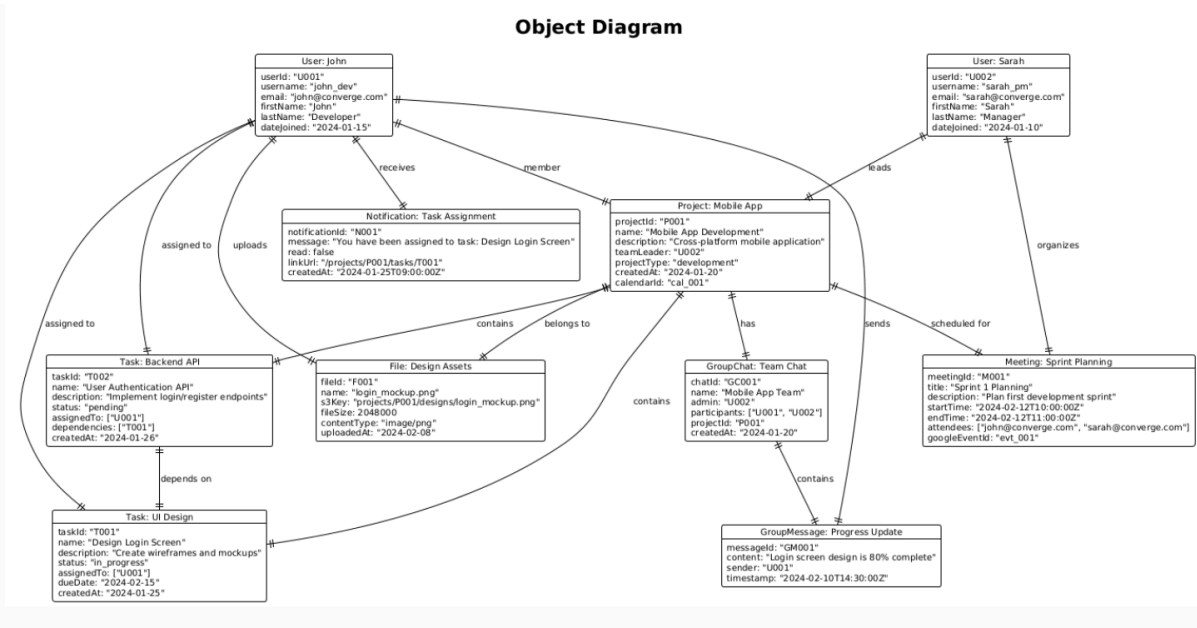 Object Diagram
User: John
userId: "U001"
username: "john_dev"
email: "john@converge.com"
firstName: "John"
lastName: "Developer"
dateJoined: "2024-01-15"
User: Sarah
userId: "U002"
username: "sarah_pm"
email: "sarah@converge.com"
firstName: "Sarah"
lastName: "Manager"
dateJoined: "2024-01-10"
receives
member
leads
Notification: Task Assignment
notificationId: "N001"
message: "You have been assigned to task: Design Login Screen"
read: false
linkUrl: "/projects/P001/tasks/T001"
createdAt: "2024-01-25T09:00:00Z"
Project: Mobile App
projectId: "P001"
name: "Mobile App Development"
description: "Cross-platform mobile application"
teamLeader: "U002"
projectType: "development"
createdAt: "2024-01-20"
calendarId: "cal_001"
assigned to
uploads
organizes
assigned to
contains
belongs to
has
sends
scheduled for
Task: Backend API
taskId: "T002"
name: "User Authentication API"
description: "Implement login/register endpoints"
status: "pending"
assignedTo: ["U001"]
dependencies: ["T001"]
createdAt: "2024-01-26"
File: Design Assets
fileId: "F001"
name: "login_mockup.png"
s3Key: "projects/P001/designs/login_mockup.png"
fileSize: 2048000
contentType: "image/png"
uploadedAt: "2024-02-08"
contains
GroupChat: Team Chat
chatId: "GC001"
name: "Mobile App Team"
admin: "U002"
participants: ["U001", "U002"]
projectId: "P001"
createdAt: "2024-01-20"
Meeting: Sprint Planning
meetingId: "M001"
title: "Sprint 1 Planning"
description: "Plan first development sprint"
startTime: "2024-02-12T10:00:00Z"
endTime: "2024-02-12T11:00:00Z"
attendees: ["john@converge.com", "sarah@converge.com"]
googleEventId: "evt_001"
depends on
contains
Task: UI Design
taskId: "T001"
name: "Design Login Screen"
description: "Create wireframes and mockups"
status: "in_progress"
assignedTo: ["U001"]
dueDate: "2024-02-15"
createdAt: "2024-01-25"
GroupMessage: Progress Update
messageId: "GM001"
content: "Login screen design is 80% complete"
sender: "U001"
timestamp: "2024-02-10T14:30:00Z"